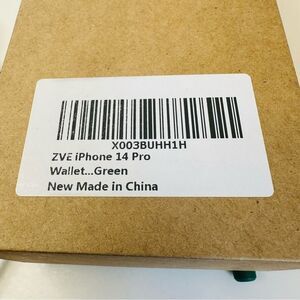 X003BUHH1H
ZVE iPhone 14 Pro
Wallet...Green
New Made in China